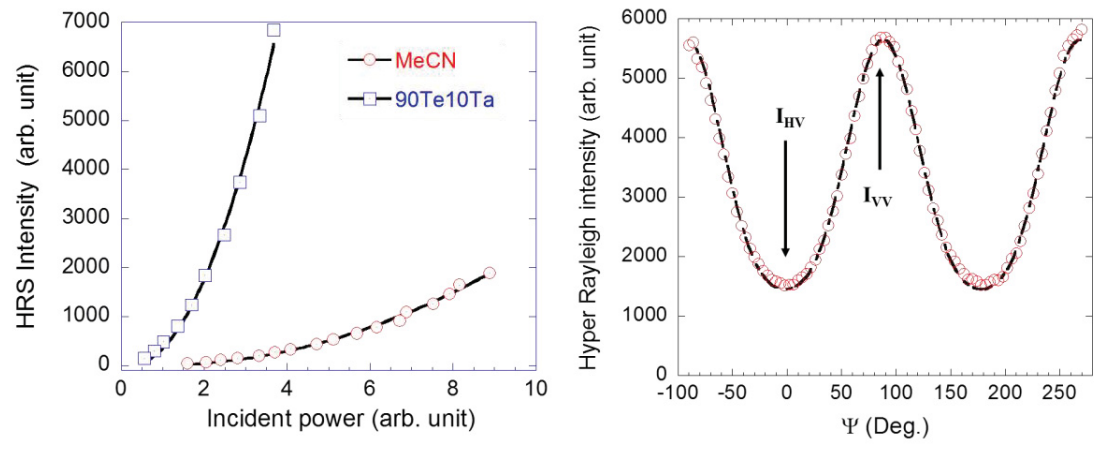 7000
6000
5000
4000
3000
2000
1000
0
HRS Intensity (arb. unit)
MeCN
90Te10Ta
0 2 4 6 8 10
Incident power (arb. unit)
6000
5000
4000
3000
2000
1000
0
Hyper Rayleigh intensity (arb. unit)
I_HV
I_VV
-100 -50 0 50 100 150 200 250
Ψ (Deg.)